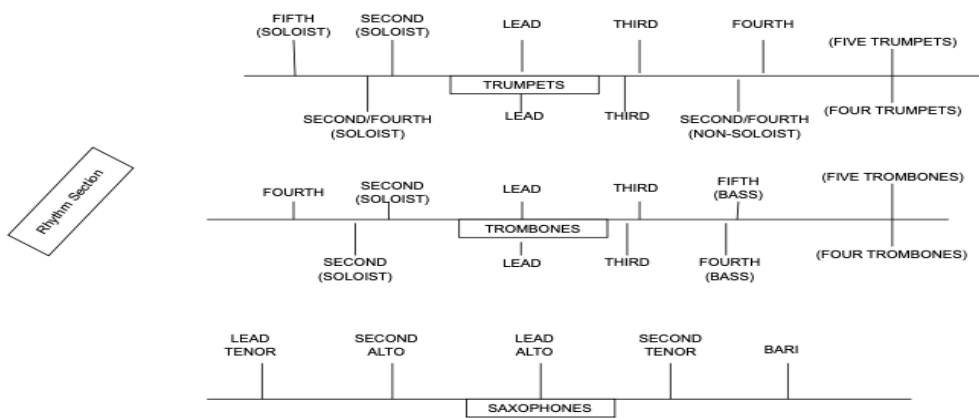 FIFTH
(SOLOIST)
SECOND
(SOLOIST)
LEAD
THIRD
FOURTH
(FIVE TRUMPETS)
TRUMPETS
SECOND/FOURTH
(SOLOIST)
LEAD
THIRD
SECOND/FOURTH
(NON-SOLOIST)
(FOUR TRUMPETS)
Rhythm Section
FOURTH
SECOND
(SOLOIST)
LEAD
THIRD
FIFTH
(BASS)
(FIVE TROMBONES)
TROMBONES
SECOND
(SOLOIST)
LEAD
THIRD
FOURTH
(BASS)
(FOUR TROMBONES)
LEAD
TENOR
SECOND
ALTO
LEAD
ALTO
SECOND
TENOR
BARI
SAXOPHONES